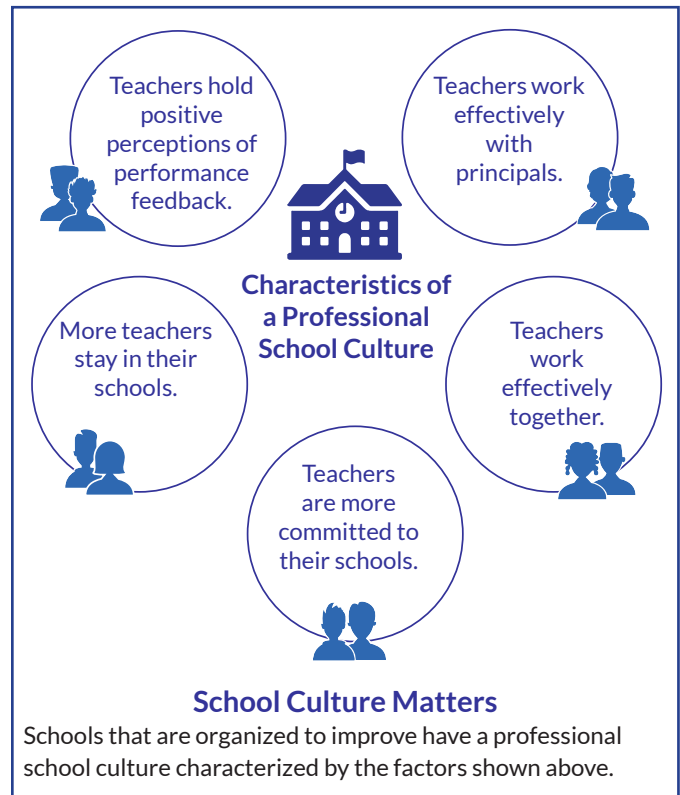 Teachers hold
positive
perceptions of
performance
feedback.
Teachers work
effectively
with
principals.
Characteristics of
a Professional
School Culture
More teachers
stay in their
schools.
Teachers
work
effectively
together.
Teachers
are more
committed to
their schools.
School Culture Matters
Schools that are organized to improve have a professional
school culture characterized by the factors shown above.